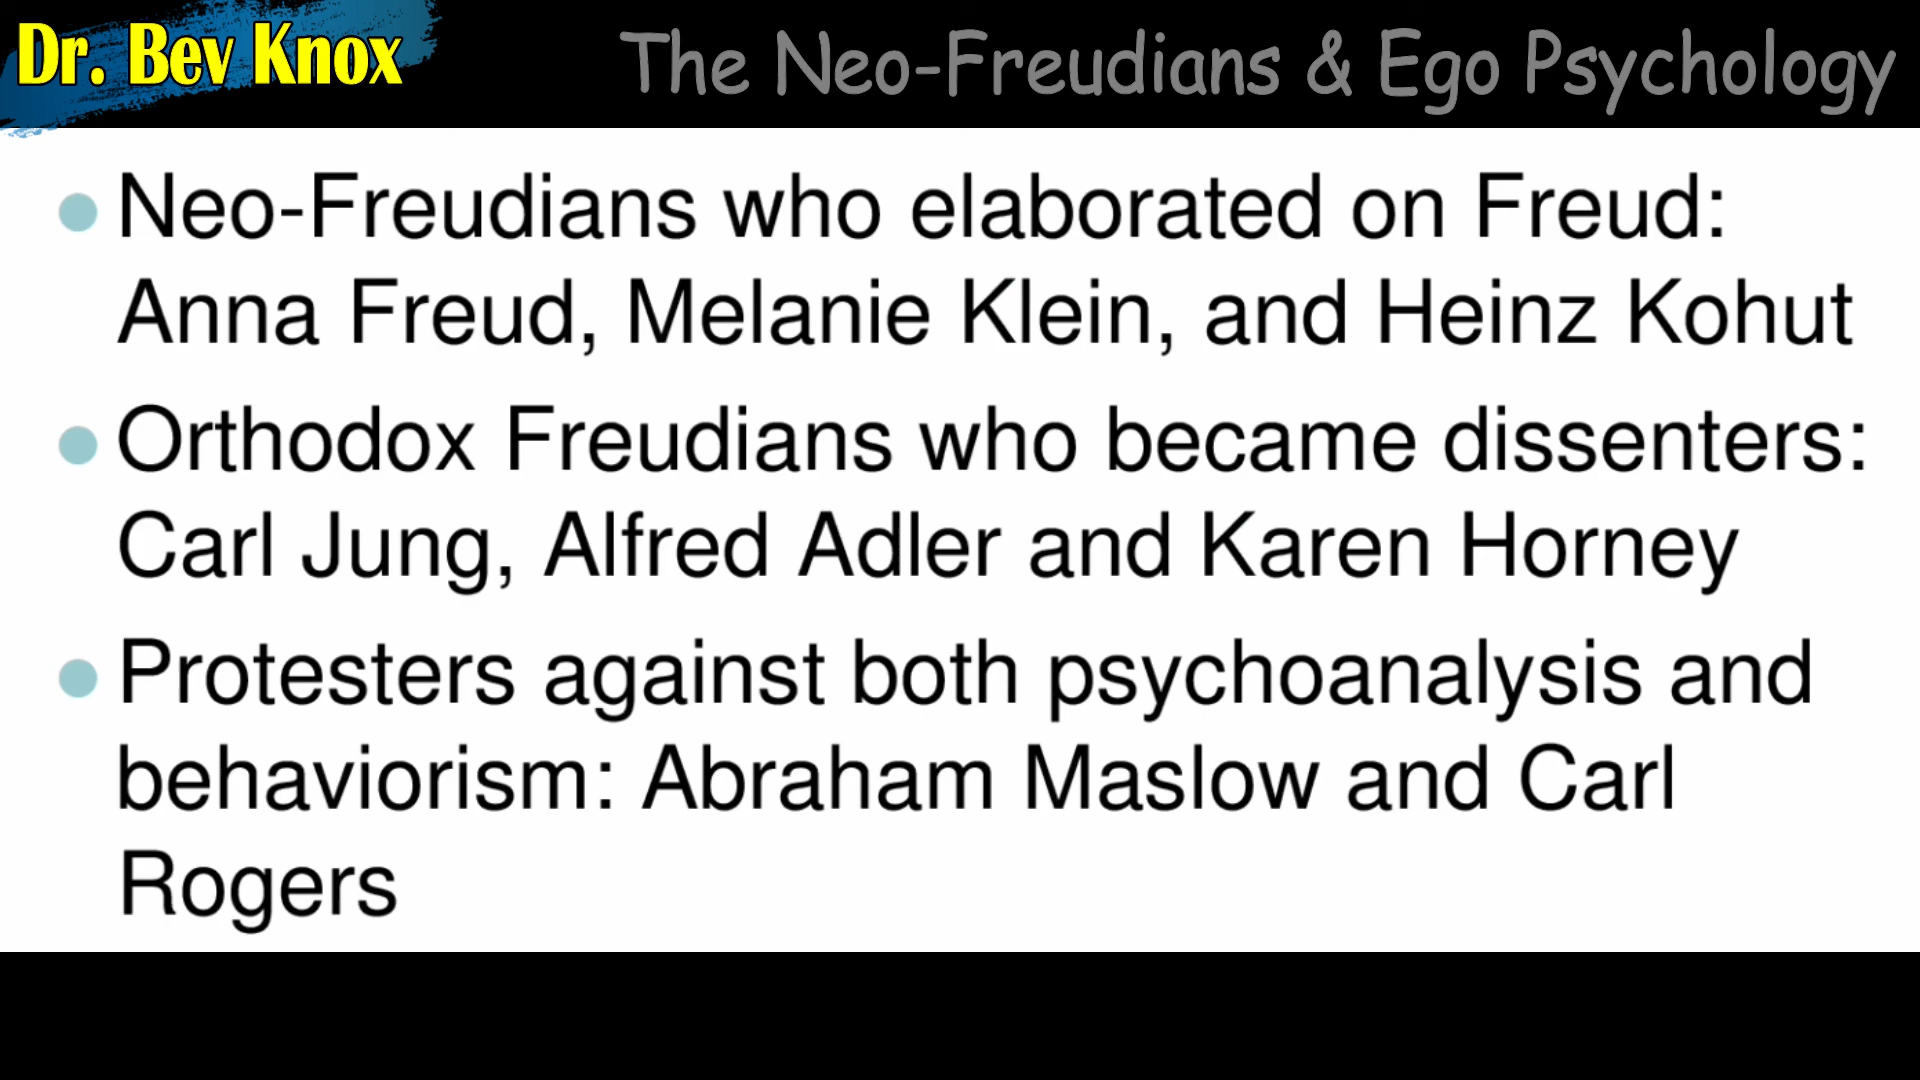 Dr. Bev Knox
The Neo-Freudians & Ego Psychology
Neo-Freudians who elaborated on Freud:
Anna Freud, Melanie Klein, and Heinz Kohut
Orthodox Freudians who became dissenters:
Carl Jung, Alfred Adler and Karen Horney
Protesters against both psychoanalysis and
behaviorism: Abraham Maslow and Carl
Rogers